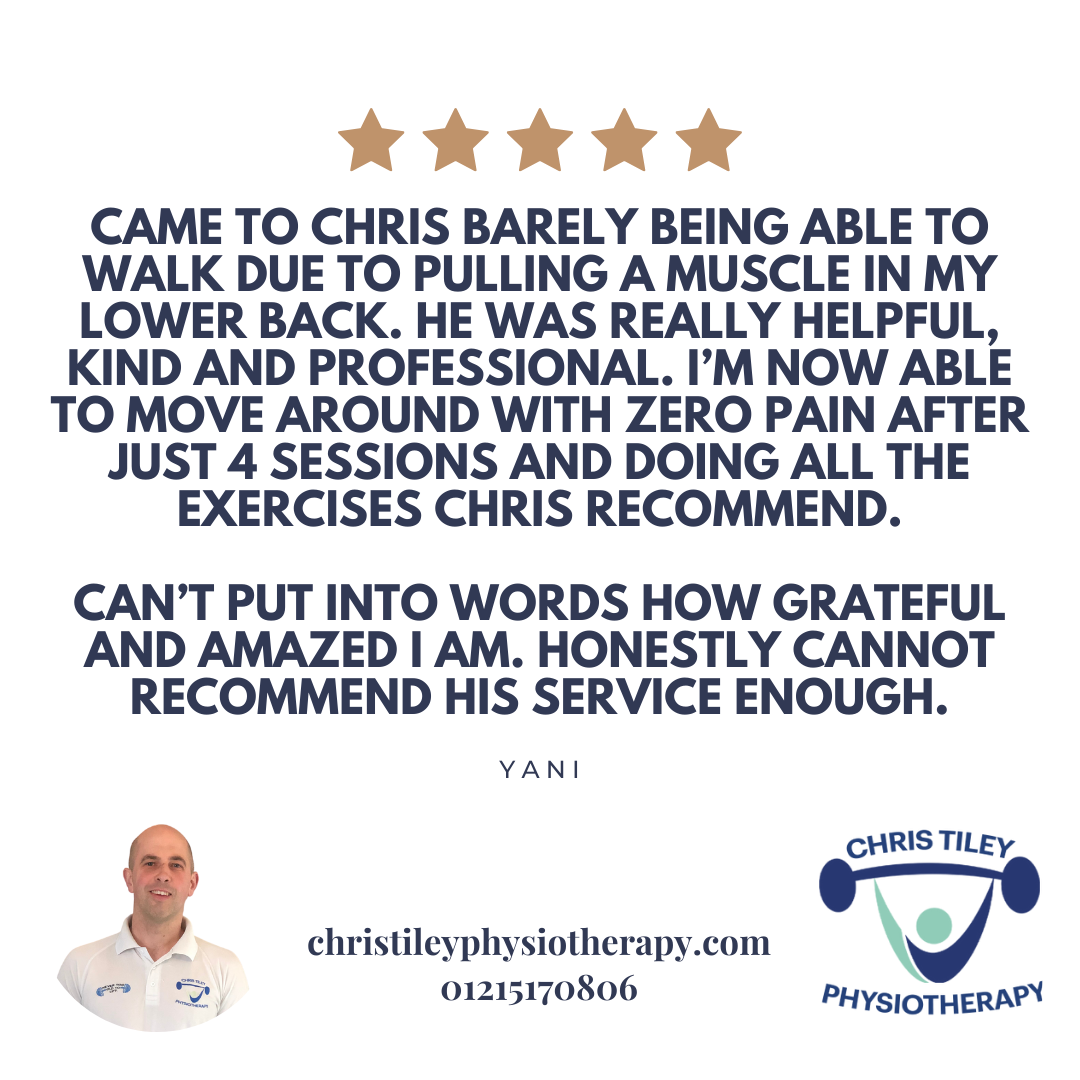 CAME TO CHRIS BARELY BEING ABLE TO
WALK DUE TO PULLING A MUSCLE IN MY
LOWER BACK. HE WAS REALLY HELPFUL,
KIND AND PROFESSIONAL. I’M NOW ABLE
TO MOVE AROUND WITH ZERO PAIN AFTER
JUST 4 SESSIONS AND DOING ALL THE
EXERCISES CHRIS RECOMMEND.
CAN’T PUT INTO WORDS HOW GRATEFUL
AND AMAZED I AM. HONESTLY CANNOT
RECOMMEND HIS SERVICE ENOUGH.
YANI
christileyphysiotherapy.com
01215170806
CHRIS TILEY
PHYSIOTHERAPY
CHRIS TILEY
PHYSIOTHERAPY